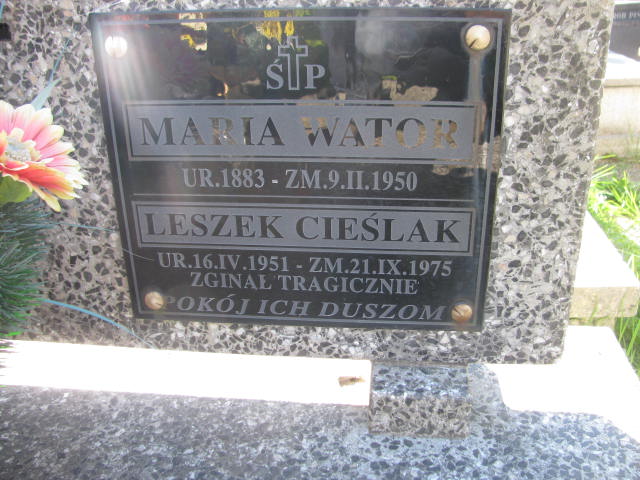 Ś P
MARIA WATOR
UR.1883 - ZM.9.II.1950
LESZEK CIEŚLAK
UR.16.IV.1951 - ZM.21.IX.1975
ZGINAŁ TRAGICZNIE
POKÓJ ICH DUSZOM